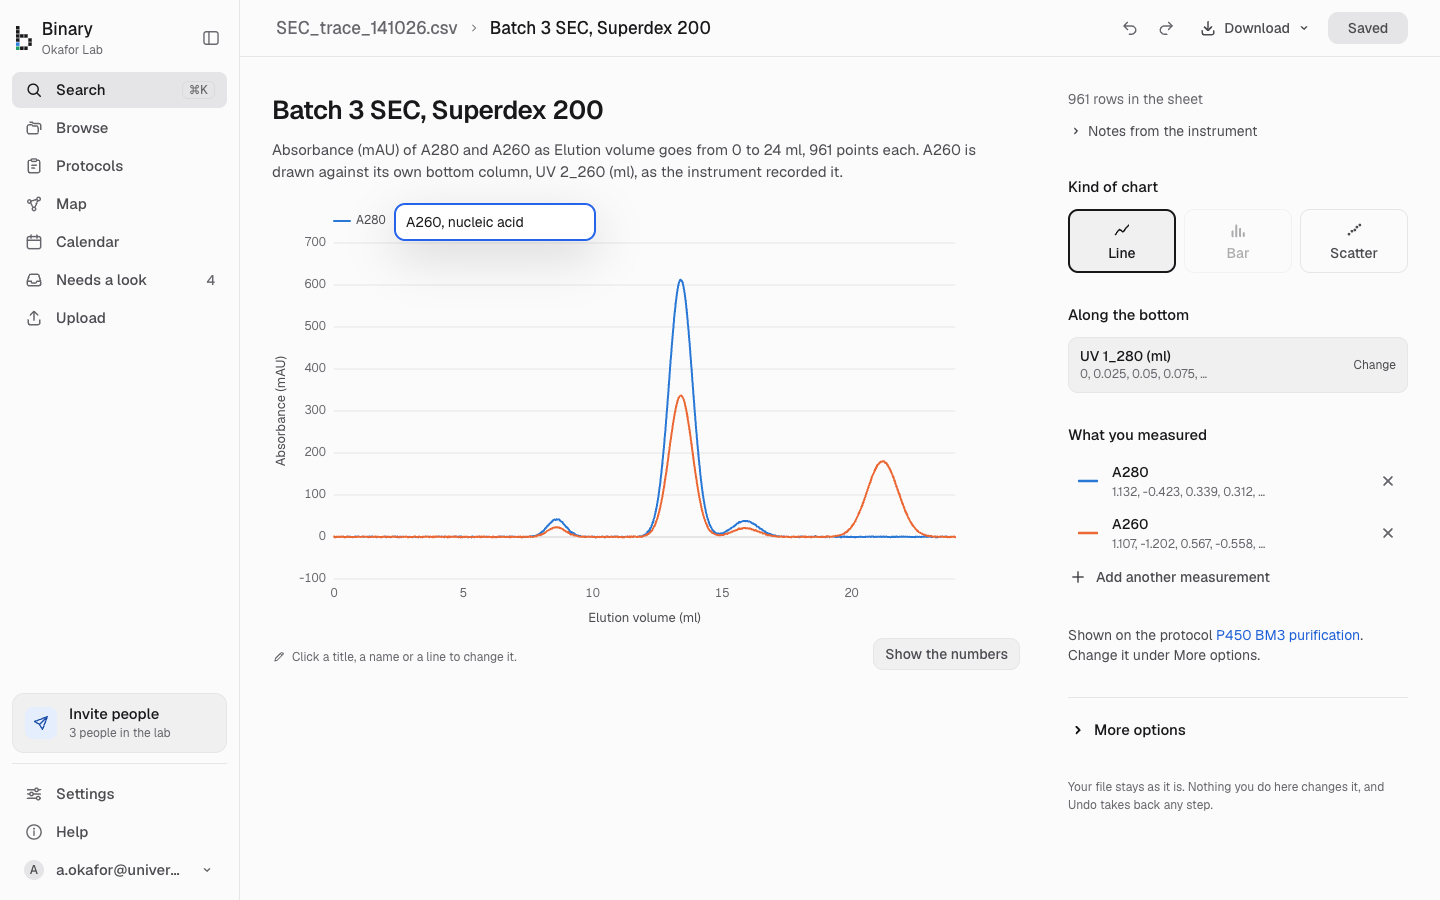 Binary
Okafor Lab
Search ⌘K
Browse
Protocols
Map
Calendar
Needs a look 4
Upload
Invite people
3 people in the lab
Settings
Help
A a.okafor@univer...
SEC_trace_141026.csv › Batch 3 SEC, Superdex 200
Download
Saved
Batch 3 SEC, Superdex 200
Absorbance (mAU) of A280 and A260 as Elution volume goes from 0 to 24 ml, 961 points each. A260 is
drawn against its own bottom column, UV 2_260 (ml), as the instrument recorded it.
A280
A260, nucleic acid
700
600
500
400
300
200
100
0
-100
Absorbance (mAU)
0 5 10 15 20
Elution volume (ml)
Click a title, a name or a line to change it.
Show the numbers
961 rows in the sheet
Notes from the instrument
Kind of chart
Line
Bar
Scatter
Along the bottom
UV 1_280 (ml)
0, 0.025, 0.05, 0.075, ...
Change
What you measured
A280
1.132, -0.423, 0.339, 0.312, ...
A260
1.107, -1.202, 0.567, -0.558, ...
Add another measurement
Shown on the protocol P450 BM3 purification.
Change it under More options.
More options
Your file stays as it is. Nothing you do here changes it, and
Undo takes back any step.